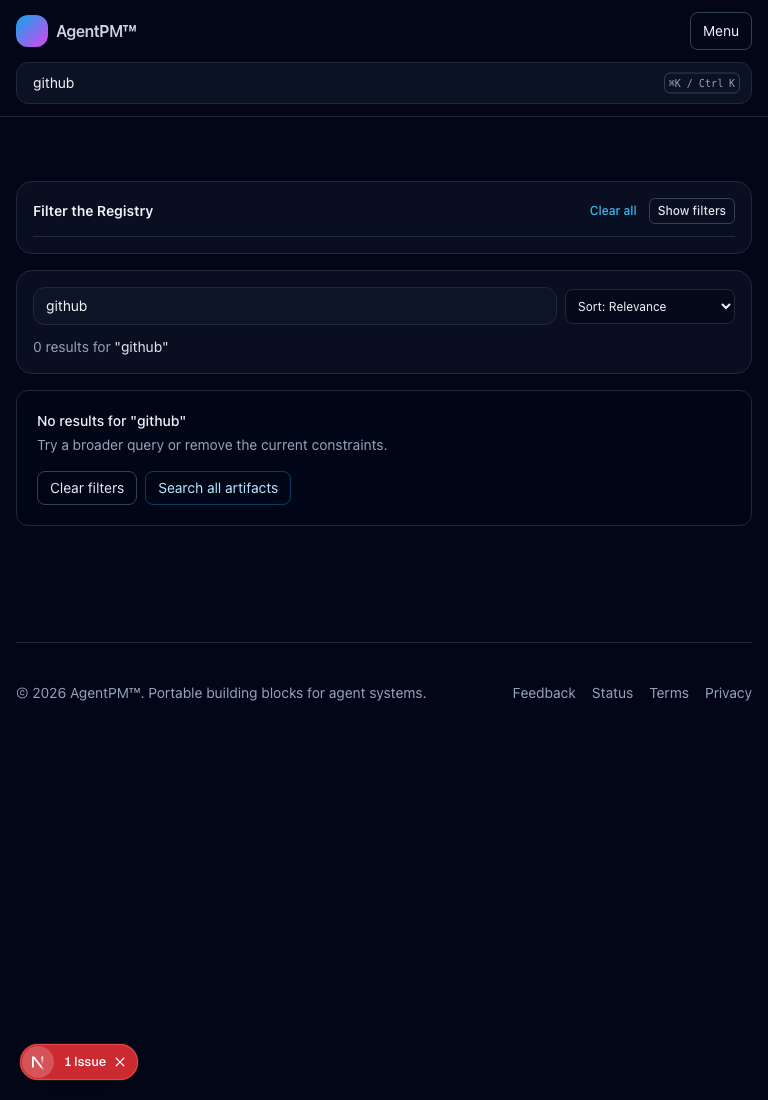 AgentPM™
Menu
github
⌘K / Ctrl K
Filter the Registry
Clear all
Show filters
github
Sort: Relevance
0 results for "github"
No results for "github"
Try a broader query or remove the current constraints.
Clear filters
Search all artifacts
© 2026 AgentPM™. Portable building blocks for agent systems.
Feedback
Status
Terms
Privacy
N
1 Issue